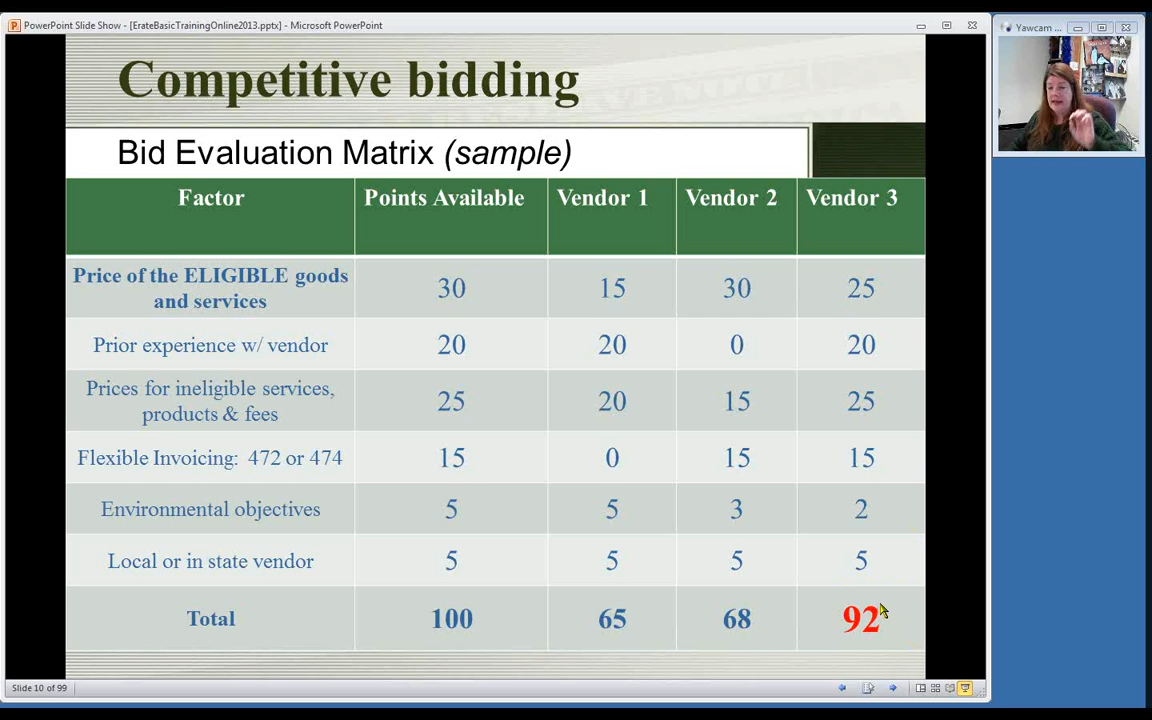 PowerPoint Slide Show - [ErateBasicTrainingOnline2013.pptx] - Microsoft PowerPoint
Yawcam ...
Competitive bidding
Bid Evaluation Matrix (sample)
Factor Points Available Vendor 1 Vendor 2 Vendor 3
Price of the ELIGIBLE goods
and services 30 15 30 25
Prior experience w/ vendor 20 20 0 20
Prices for ineligible services,
products & fees 25 20 15 25
Flexible Invoicing: 472 or 474 15 0 15 15
Environmental objectives 5 5 3 2
Local or in state vendor 5 5 5 5
Total 100 65 68 92
Slide 10 of 99